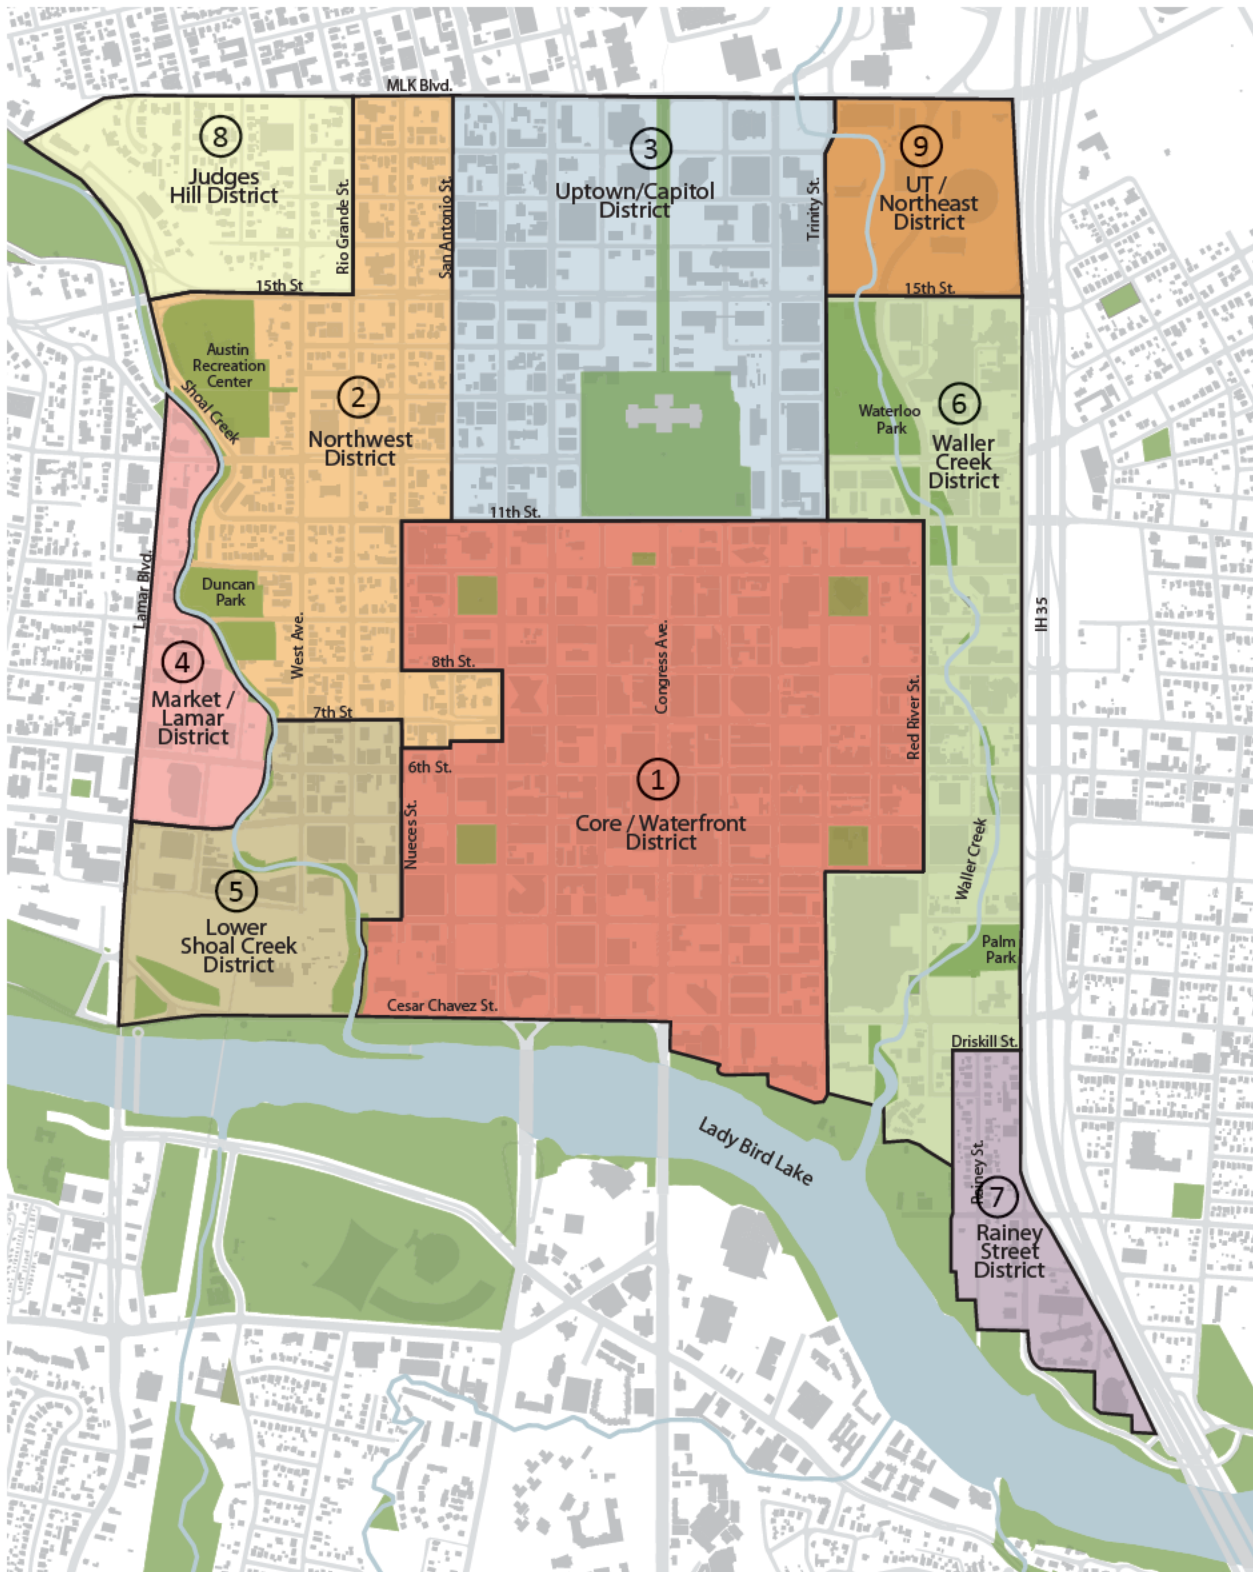 MLK Blvd.
8
Judges
Hill District
Rio Grande St.
San Antonio St.
3
Uptown/Capitol
District
Trinity St.
9
UT /
Northeast
District
15th St
15th St.
Austin
Recreation
Center
Shoal Creek
2
Northwest
District
Waterloo
Park
6
Waller
Creek
District
11th St.
Lamar Blvd.
Duncan
Park
West Ave.
IH 35
4
Market /
Lamar
District
8th St.
Congress Ave.
Red River St.
7th St
6th St.
1
Core / Waterfront
District
Nueces St.
Waller Creek
5
Lower
Shoal Creek
District
Palm
Park
Cesar Chavez St.
Driskill St.
Lady Bird Lake
Rainey St.
7
Rainey
Street
District